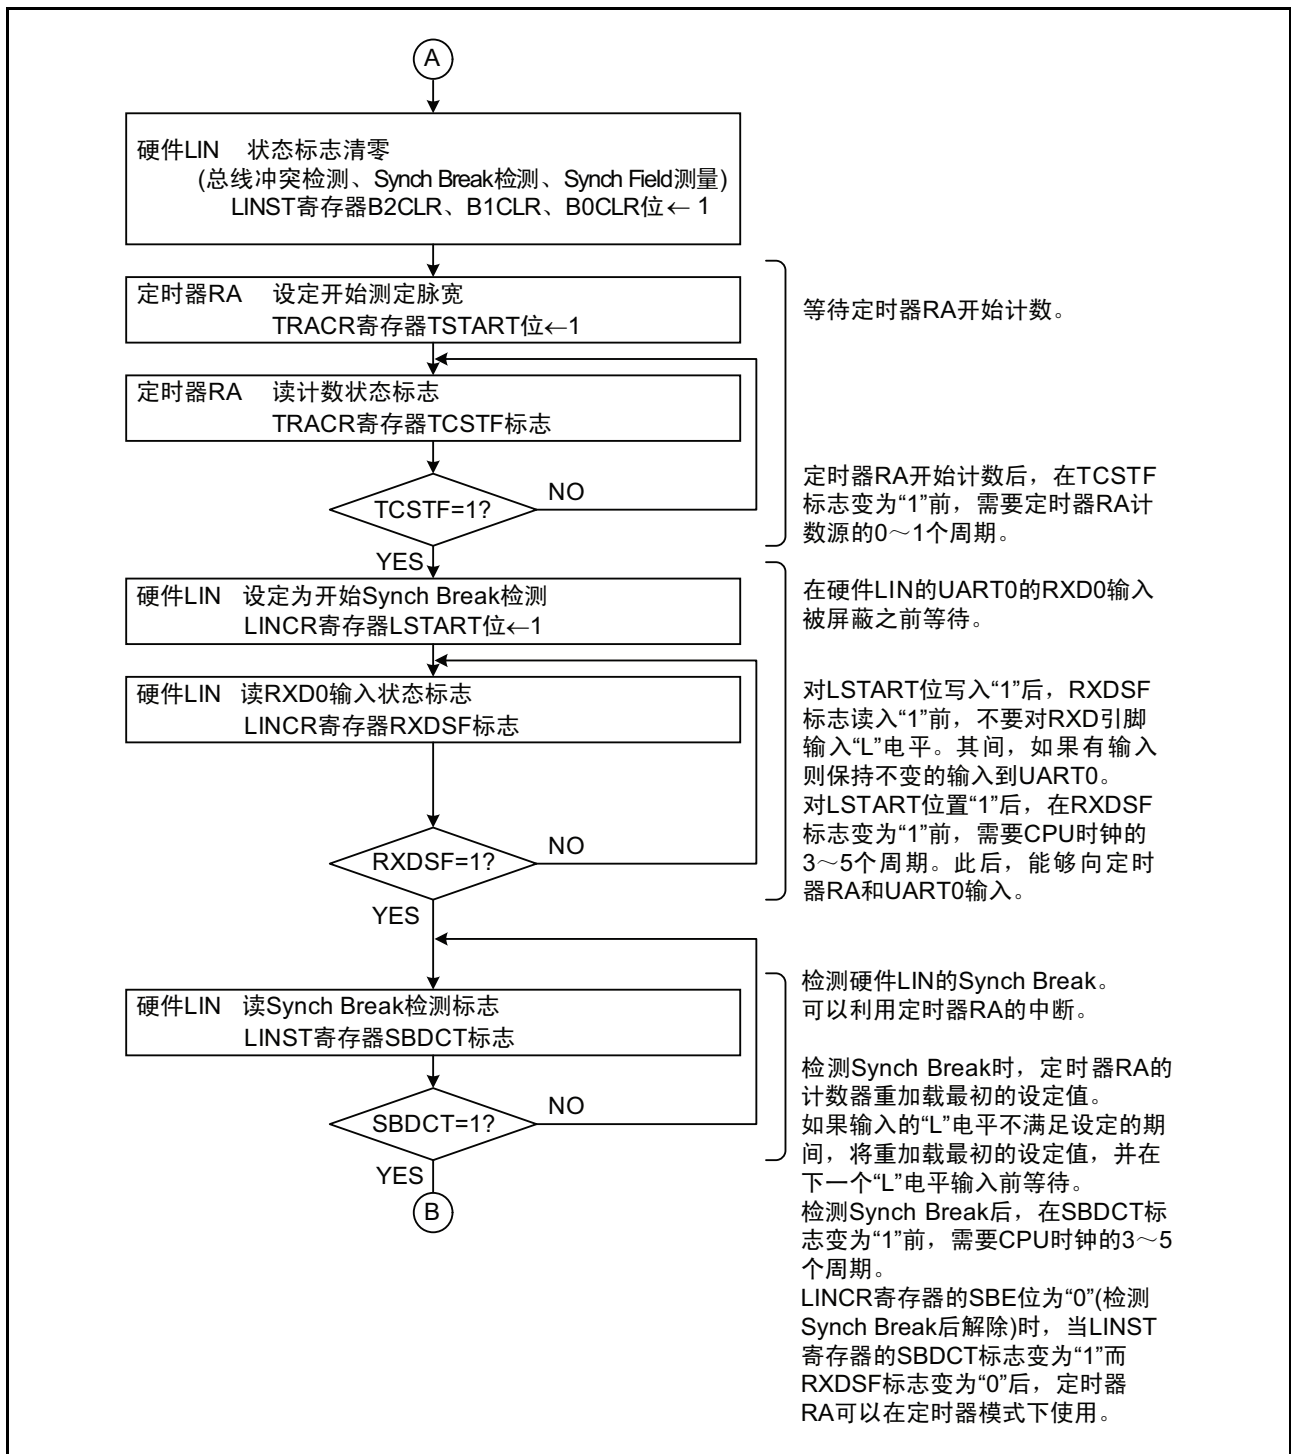 A
硬件LIN 状态标志清零
(总线冲突检测、Synch Break检测、Synch Field测量)
LINST寄存器B2CLR、B1CLR、B0CLR位← 1
定时器RA 设定开始测定脉宽
TRACR寄存器TSTART位←1
等待定时器RA开始计数。
定时器RA 读计数状态标志
TRACR寄存器TCSTF标志
TCSTF=1?
NO
YES
定时器RA开始计数后，在TCSTF
标志变为“1”前，需要定时器RA计
数源的0～1个周期。
硬件LIN 设定为开始Synch Break检测
LINCR寄存器LSTART位←1
在硬件LIN的UART0的RXD0输入
被屏蔽之前等待。
硬件LIN 读RXD0输入状态标志
LINCR寄存器RXDSF标志
RXDSF=1?
NO
YES
对LSTART位写入“1”后，RXDSF
标志读入“1”前，不要对RXD引脚
输入“L”电平。其间，如果有输入
则保持不变的输入到UART0。
对LSTART位置“1”后，在RXDSF
标志变为“1”前，需要CPU时钟的
3～5个周期。此后，能够向定时
器RA和UART0输入。
硬件LIN 读Synch Break检测标志
LINST寄存器SBDCT标志
SBDCT=1?
NO
YES
B
检测硬件LIN的Synch Break。
可以利用定时器RA的中断。
检测Synch Break时，定时器RA的
计数器重加载最初的设定值。
如果输入的“L”电平不满足设定的期
间，将重加载最初的设定值，并在
下一个“L”电平输入前等待。
检测Synch Break后，在SBDCT标
志变为“1”前，需要CPU时钟的3～5
个周期。
LINCR寄存器的SBE位为“0”(检测
Synch Break后解除)时，当LINST
寄存器的SBDCT标志变为“1”而
RXDSF标志变为“0”后，定时器
RA可以在定时器模式下使用。